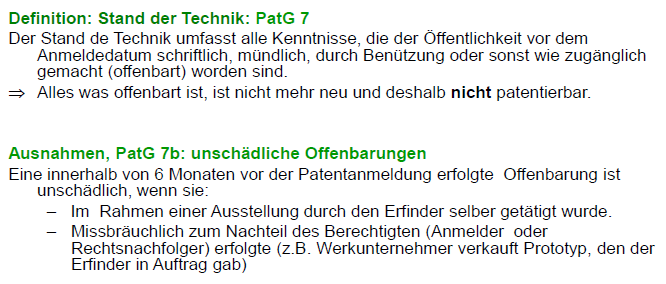 Definition: Stand der Technik: PatG 7
Der Stand de Technik umfasst alle Kenntnisse, die der Öffentlichkeit vor dem
Anmeldedatum schriftlich, mündlich, durch Benützung oder sonst wie zugänglich
gemacht (offenbart) worden sind.
⇒ Alles was offenbart ist, ist nicht mehr neu und deshalb nicht patentierbar.
Ausnahmen, PatG 7b: unschädliche Offenbarungen
Eine innerhalb von 6 Monaten vor der Patentanmeldung erfolgte Offenbarung ist
unschädlich, wenn sie:
– Im Rahmen einer Ausstellung durch den Erfinder selber getätigt wurde.
– Missbräuchlich zum Nachteil des Berechtigten (Anmelder oder
Rechtsnachfolger) erfolgte (z.B. Werkunternehmer verkauft Prototyp, den der
Erfinder in Auftrag gab)